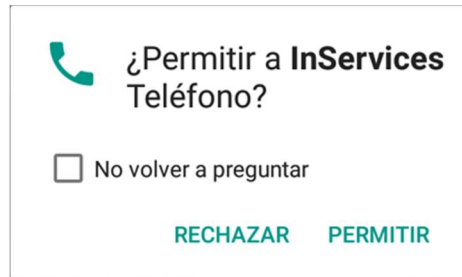 ¿Permitir a InServices
Teléfono?
No volver a preguntar
RECHAZAR PERMITIR